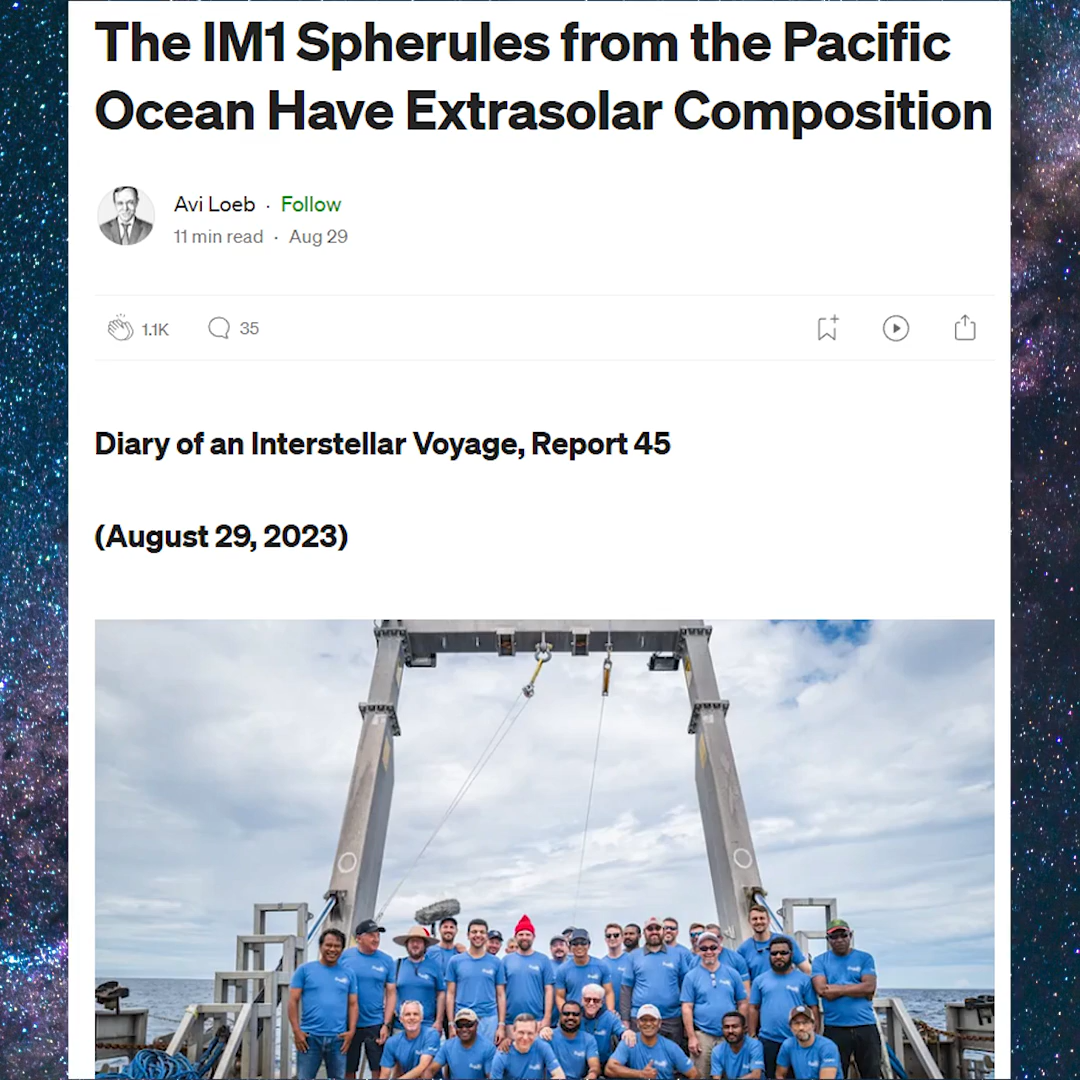 The IM1 Spherules from the Pacific
Ocean Have Extrasolar Composition
Avi Loeb · Follow
11 min read · Aug 29
1.1K 35
Diary of an Interstellar Voyage, Report 45
(August 29, 2023)